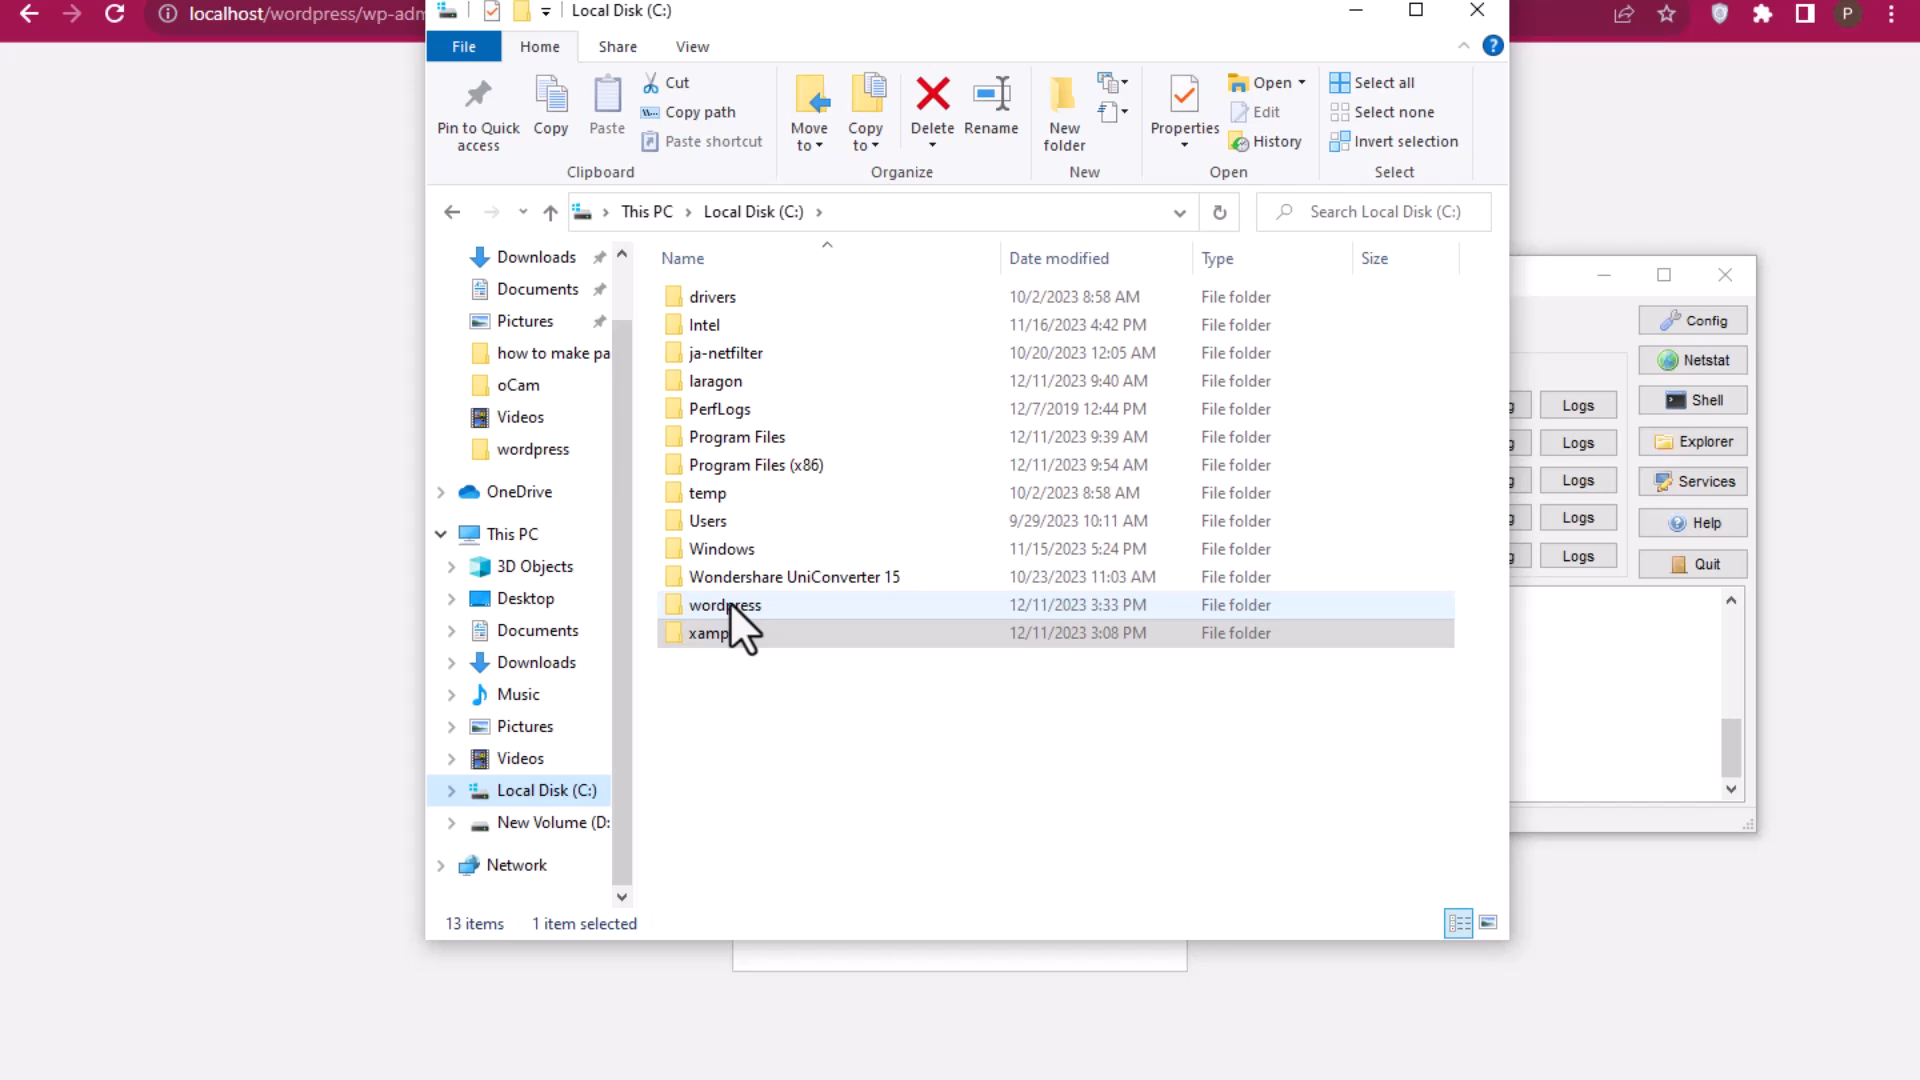 localhost/wordpress/wp-adm
Local Disk (C:)
P
File
Home
Share
View
Pin to Quick access
Copy
Paste
Cut
Copy path
Paste shortcut
Clipboard
Move to
Copy to
Delete
Rename
Organize
New folder
New
Properties
Open
Edit
History
Open
Select all
Select none
Invert selection
Select
This PC
Local Disk (C:)
Search Local Disk (C:)
Downloads
Documents
Pictures
how to make pa
oCam
Videos
wordpress
OneDrive
This PC
3D Objects
Desktop
Documents
Downloads
Music
Pictures
Videos
Local Disk (C:)
New Volume (D:
Network
Name Date modified Type Size
drivers 10/2/2023 8:58 AM File folder
Intel 11/16/2023 4:42 PM File folder
ja-netfilter 10/20/2023 12:05 AM File folder
laragon 12/11/2023 9:40 AM File folder
PerfLogs 12/7/2019 12:44 PM File folder
Program Files 12/11/2023 9:39 AM File folder
Program Files (x86) 12/11/2023 9:54 AM File folder
temp 10/2/2023 8:58 AM File folder
Users 9/29/2023 10:11 AM File folder
Windows 11/15/2023 5:24 PM File folder
Wondershare UniConverter 15 10/23/2023 11:03 AM File folder
wordpress 12/11/2023 3:33 PM File folder
xamp 12/11/2023 3:08 PM File folder
13 items 1 item selected
Config
Netstat
Shell
Explorer
Services
Help
Quit
g Logs
g Logs
g Logs
g Logs
g Logs